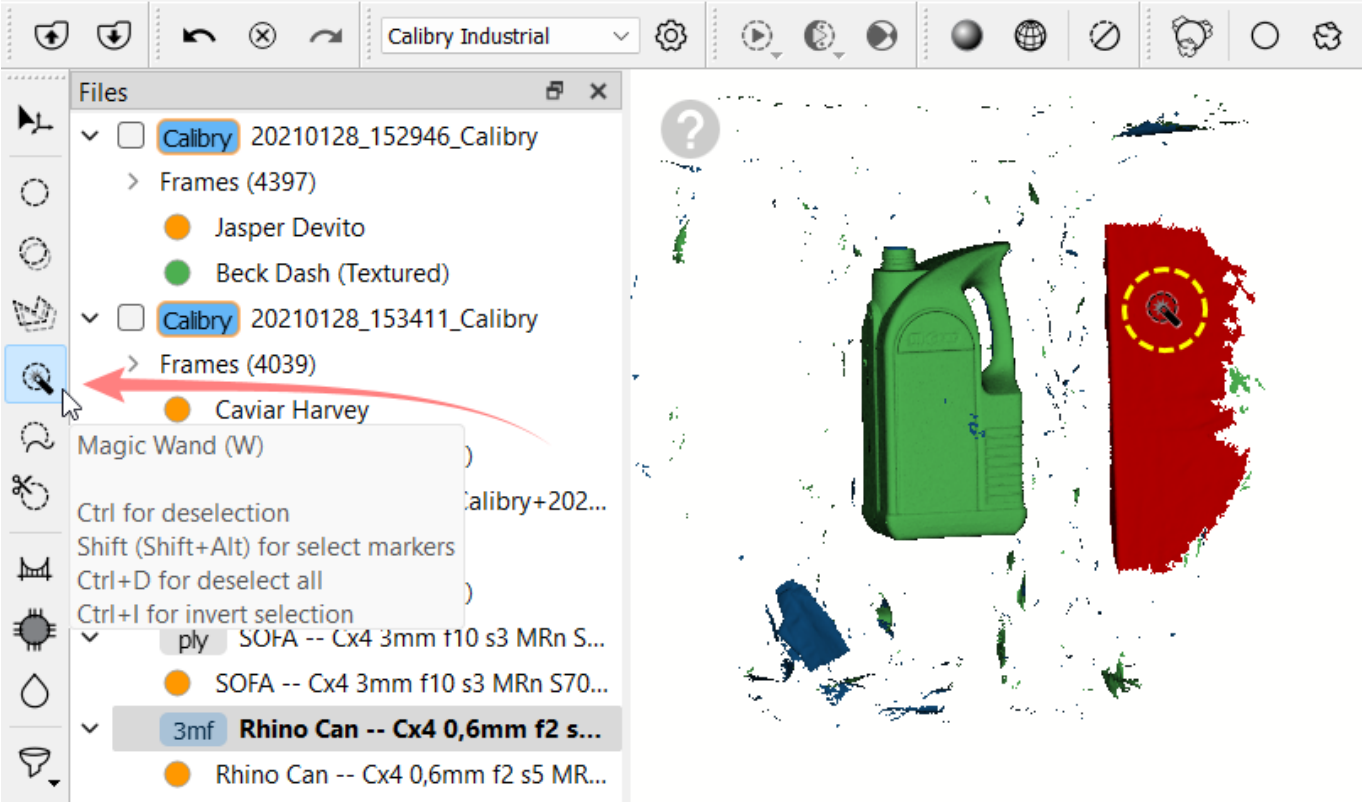 Calibry Industrial
Files
Calibry 20210128_152946_Calibry
Frames (4397)
Jasper Devito
Beck Dash (Textured)
Calibry 20210128_153411_Calibry
Frames (4039)
Caviar Harvey
Magic Wand (W)
)
Calibry+202...
Ctrl for deselection
Shift (Shift+Alt) for select markers
Ctrl+D for deselect all
)
Ctrl+I for invert selection
ply SOFA -- Cx4 3mm f10 s3 MRn S...
SOFA -- Cx4 3mm f10 s3 MRn S70...
3mf Rhino Can -- Cx4 0,6mm f2 s...
Rhino Can -- Cx4 0,6mm f2 s5 MR...
?